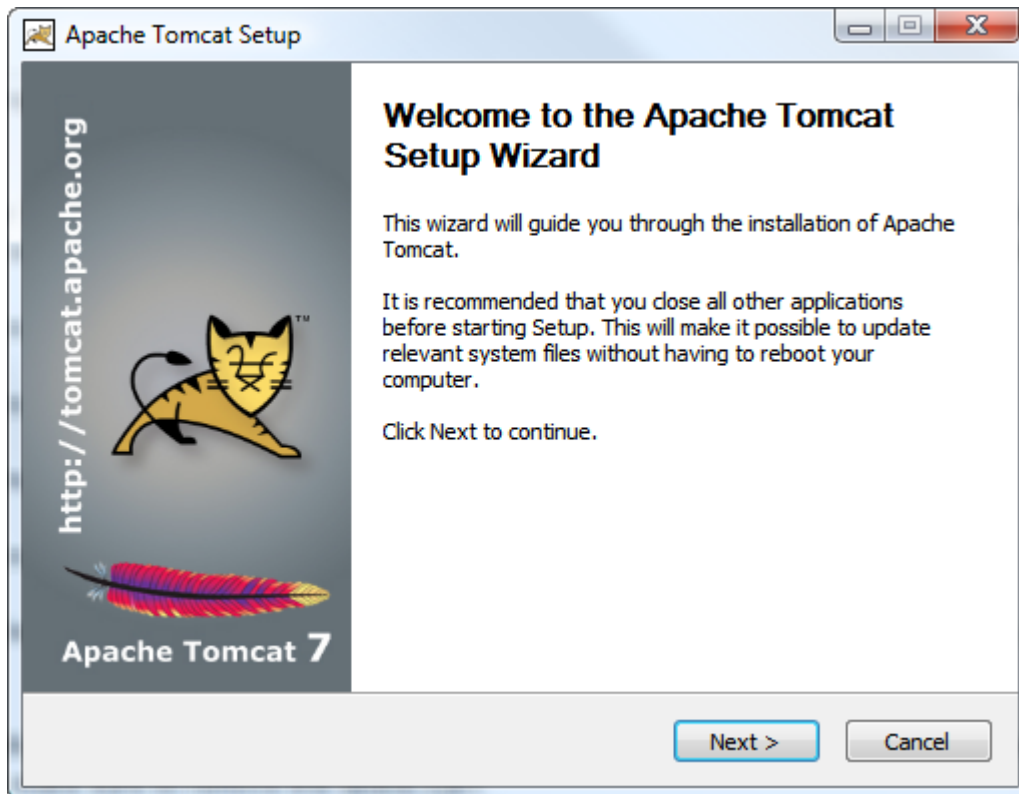 Apache Tomcat Setup
http://tomcat.apache.org
TM
Apache Tomcat 7
Welcome to the Apache Tomcat
Setup Wizard
This wizard will guide you through the installation of Apache
Tomcat.
It is recommended that you close all other applications
before starting Setup. This will make it possible to update
relevant system files without having to reboot your
computer.
Click Next to continue.
Next >
Cancel